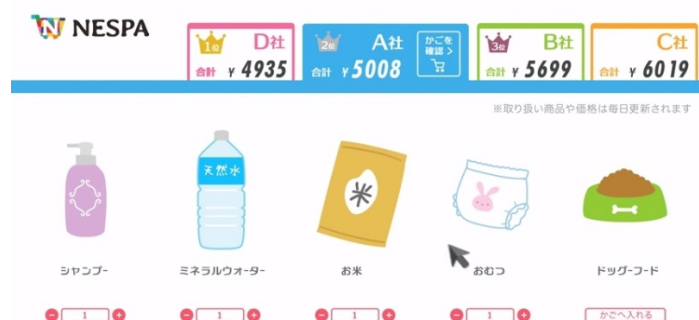 NESPA
1位 D社
合計 ¥4935
2位 A社
合計 ¥5008
かごを
確認 >
3位 B社
合計 ¥5699
C社
合計 ¥6019
※取り扱い商品や価格は毎日更新されます
天然水
米
シャンプー
ミネラルウォーター
お米
おむつ
ドッグフード
1
1
1
1
かごへ入れる